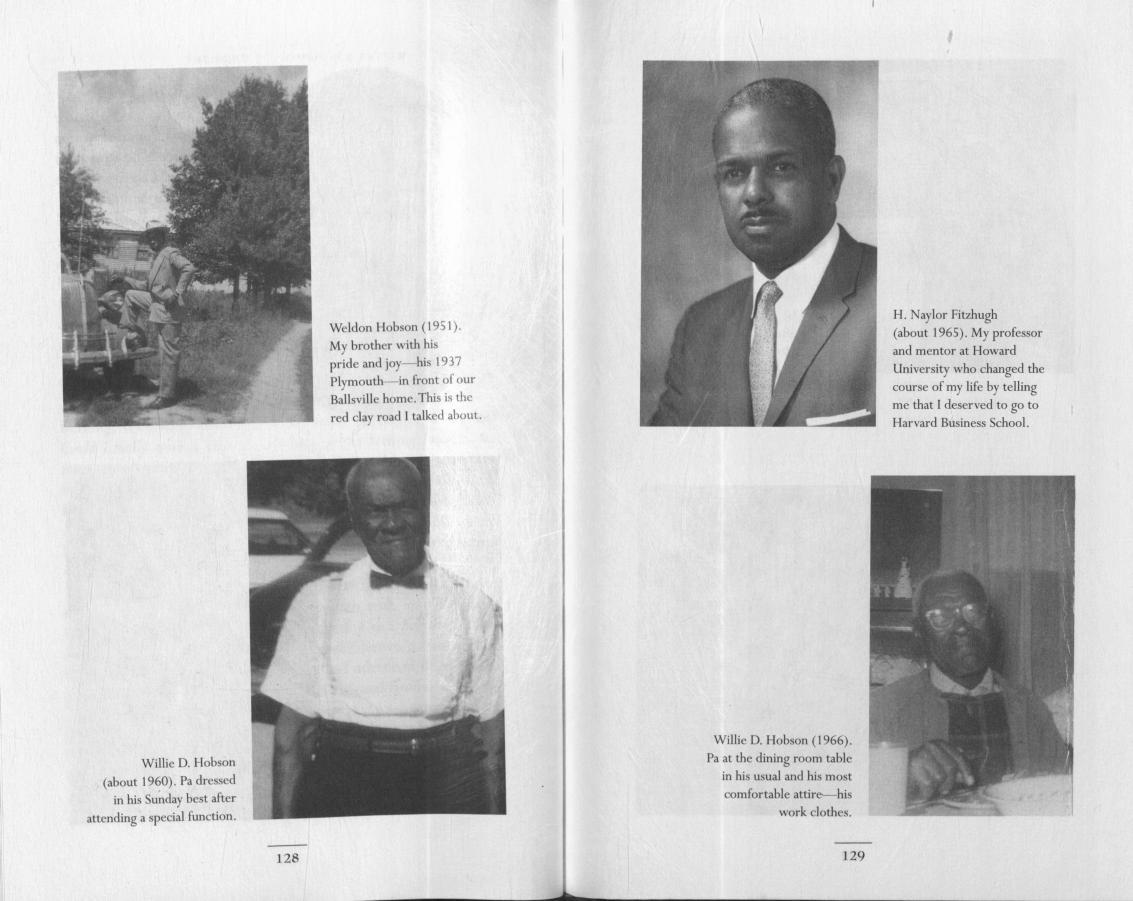 Weldon Hobson (1951).
My brother with his
pride and joy—his 1937
Plymouth—in front of our
Ballsville home. This is the
red clay road I talked about.
Willie D. Hobson
(about 1960). Pa dressed
in his Sunday best after
attending a special function.
128
H. Naylor Fitzhugh
(about 1965). My professor
and mentor at Howard
University who changed the
course of my life by telling
me that I deserved to go to
Harvard Business School.
Willie D. Hobson (1966).
Pa at the dining room table
in his usual and his most
comfortable attire—his
work clothes.
129